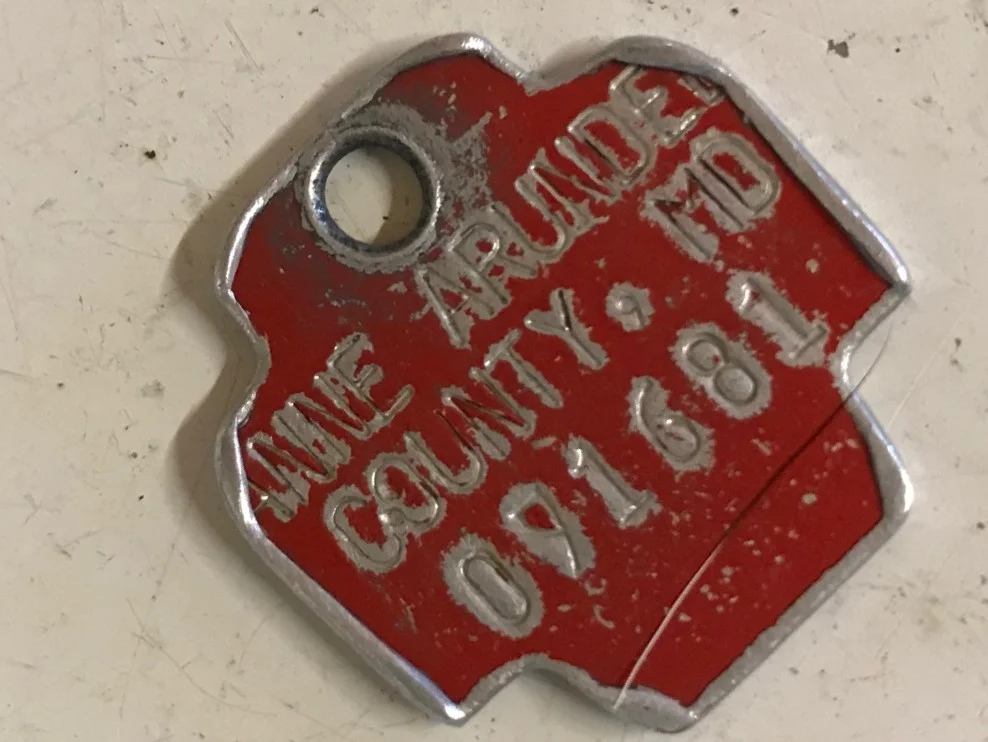 ANNE ARUNDEL
COUNTY, MD
091681